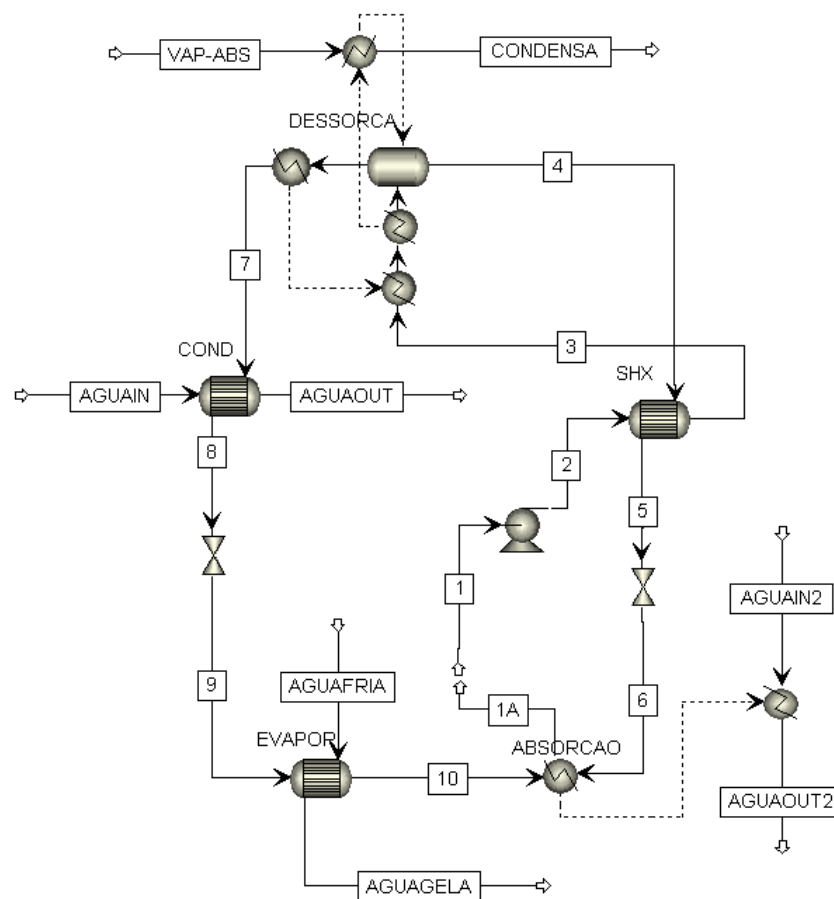 VAP-ABS
CONDENSA
DESSORCA
4
7
3
COND
SHX
AGUAIN
AGUAOUT
8
2
5
1
AGUAIN2
9
AGUAFRIA
1A
6
EVAPOR
ABSORCAO
10
AGUAOUT2
AGUAGELA